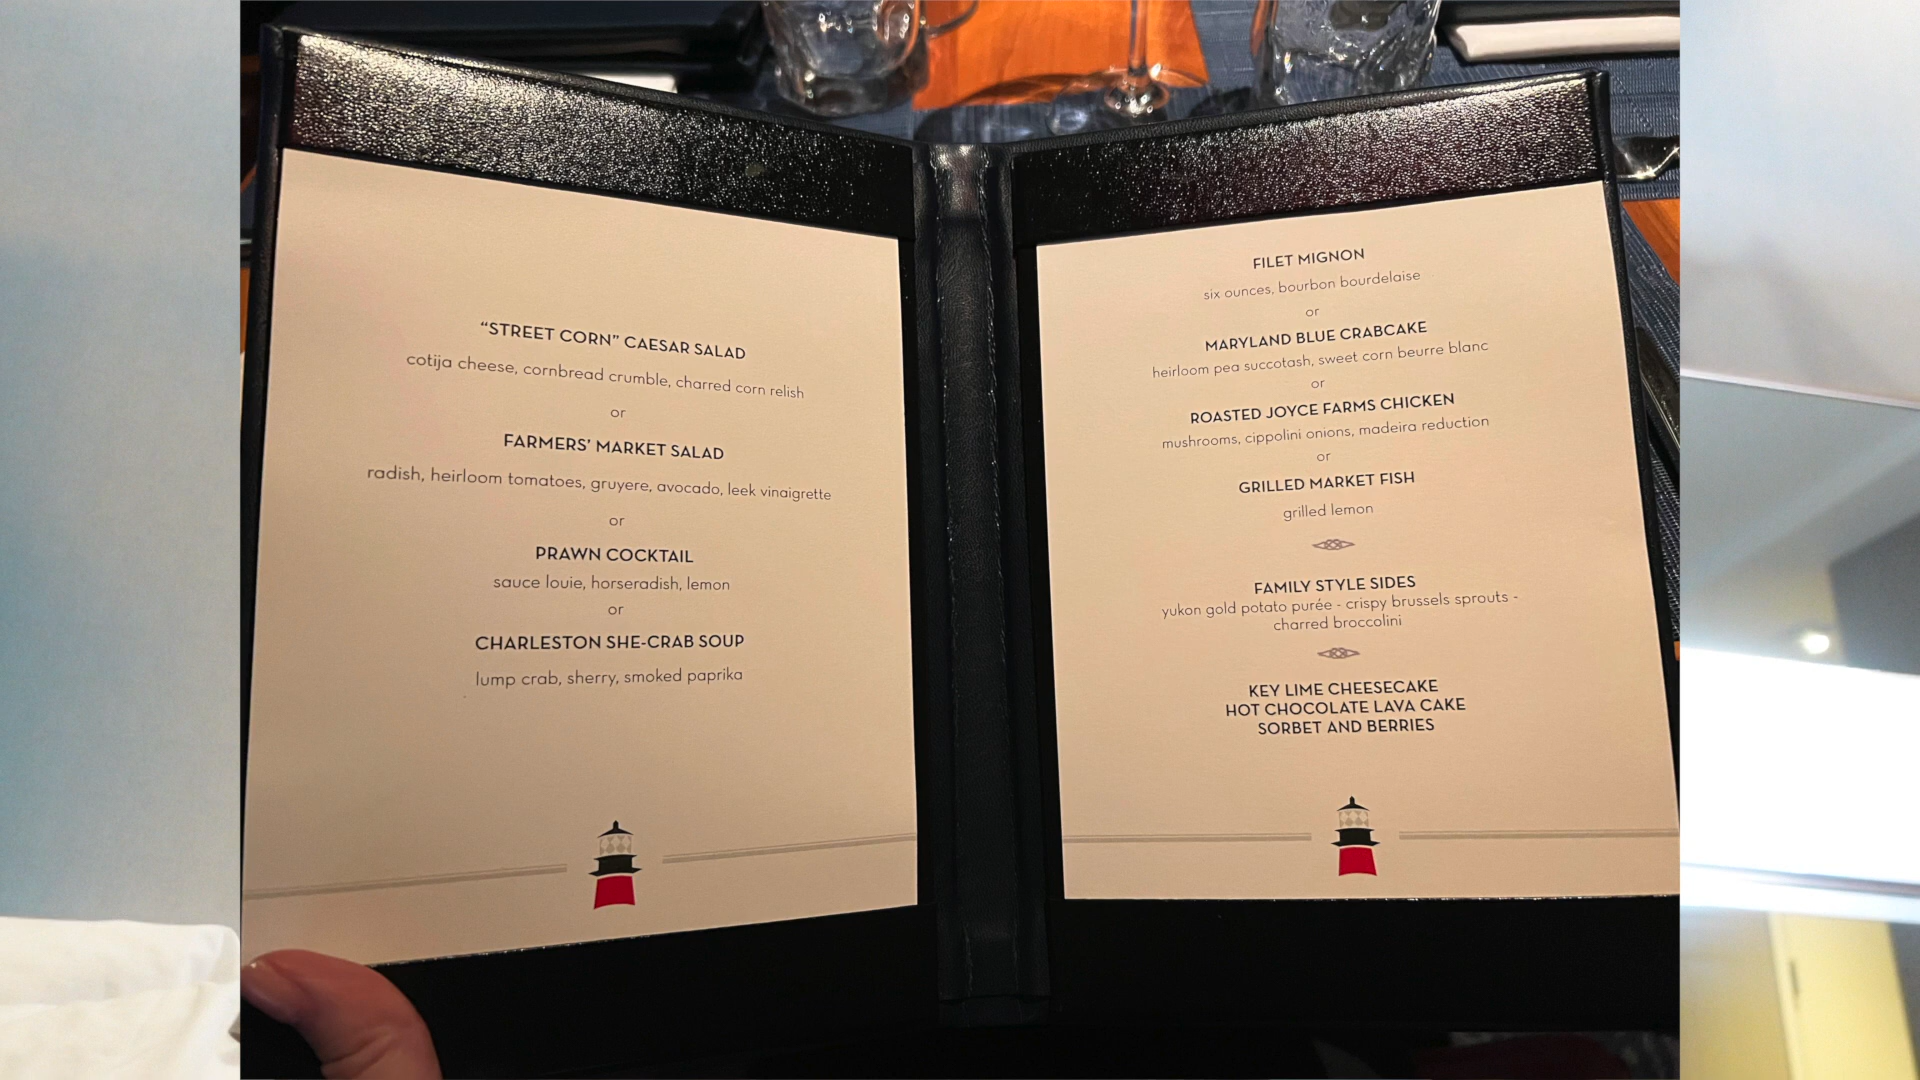 “STREET CORN” CAESAR SALAD
cotija cheese, cornbread crumble, charred corn relish
or
FARMERS’ MARKET SALAD
radish, heirloom tomatoes, gruyere, avocado, leek vinaigrette
or
PRAWN COCKTAIL
sauce louie, horseradish, lemon
or
CHARLESTON SHE-CRAB SOUP
lump crab, sherry, smoked paprika
FILET MIGNON
six ounces, bourbon bourdelaise
or
MARYLAND BLUE CRABCAKE
heirloom pea succotash, sweet corn beurre blanc
or
ROASTED JOYCE FARMS CHICKEN
mushrooms, cippolini onions, madeira reduction
or
GRILLED MARKET FISH
grilled lemon
FAMILY STYLE SIDES
yukon gold potato purée - crispy brussels sprouts -
charred broccolini
KEY LIME CHEESECAKE
HOT CHOCOLATE LAVA CAKE
SORBET AND BERRIES